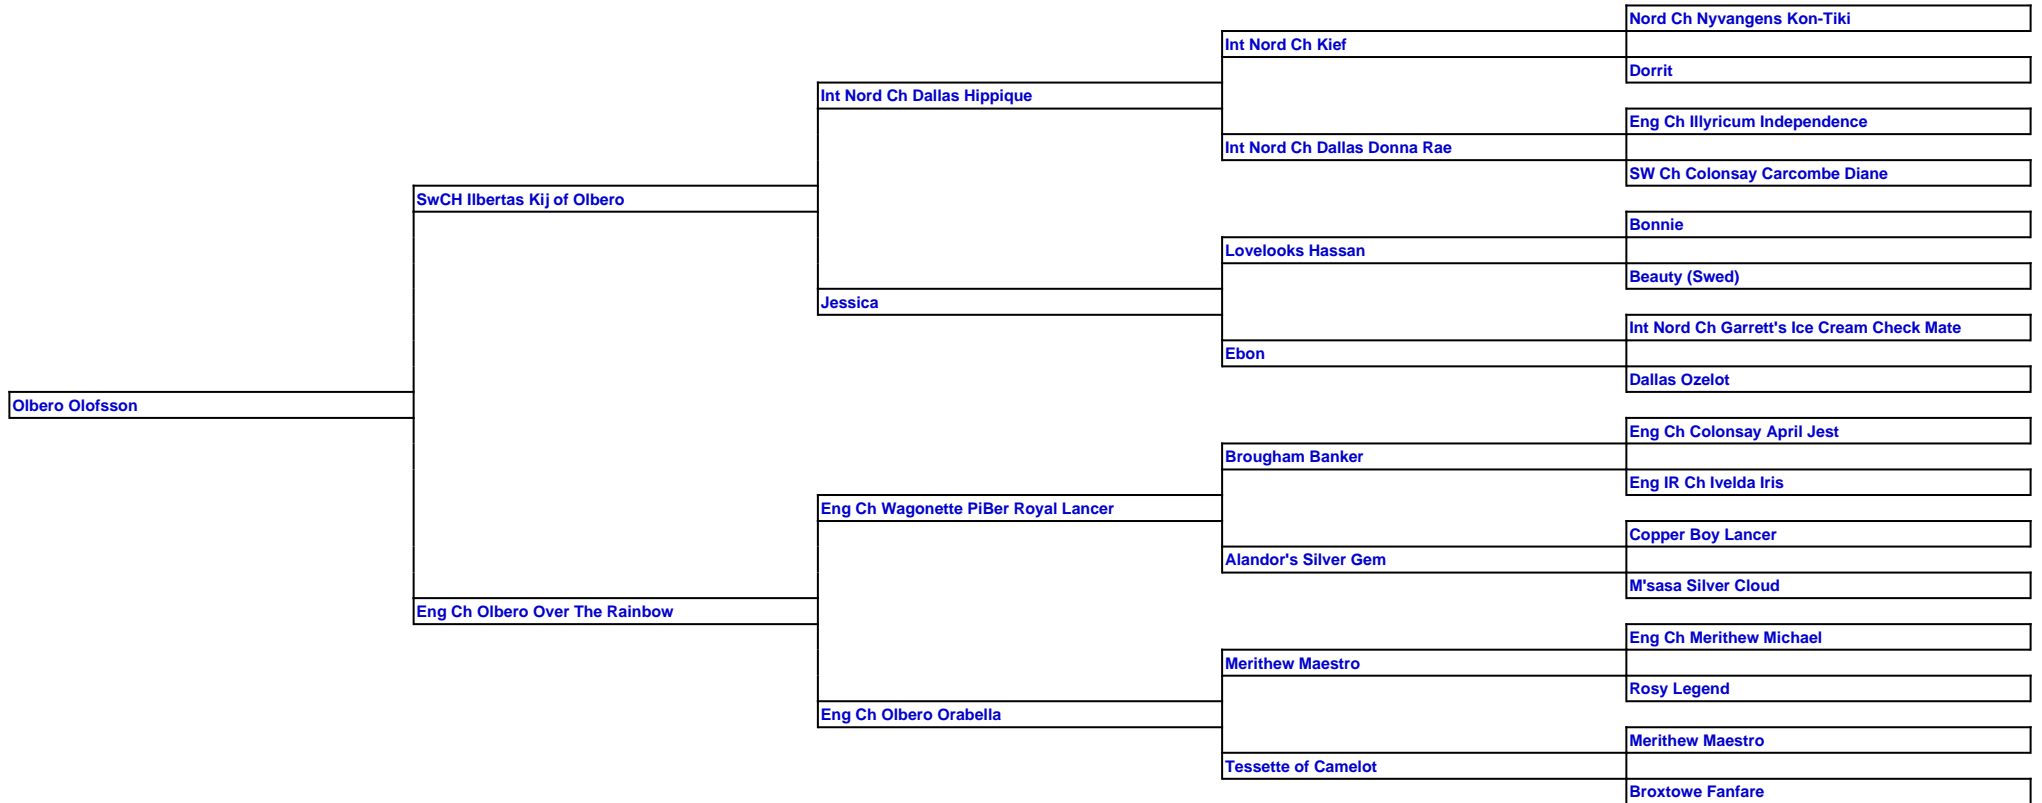 Nord Ch Nyvangens Kon-Tiki
Int Nord Ch Kief
Dorrit
Int Nord Ch Dallas Hippique
Eng Ch Illyricum Independence
Int Nord Ch Dallas Donna Rae
SW Ch Colonsay Carcombe Diane
SwCH Ilbertas Kij of Olbero
Bonnie
Lovelooks Hassan
Beauty (Swed)
Jessica
Int Nord Ch Garrett's Ice Cream Check Mate
Ebon
Dallas Ozelot
Olbero Olofsson
Eng Ch Colonsay April Jest
Brougham Banker
Eng IR Ch Ivelda Iris
Eng Ch Wagonette PiBer Royal Lancer
Copper Boy Lancer
Alandor's Silver Gem
M'sasa Silver Cloud
Eng Ch Olbero Over The Rainbow
Eng Ch Merithew Michael
Merithew Maestro
Rosy Legend
Eng Ch Olbero Orabella
Merithew Maestro
Tessette of Camelot
Broxtowe Fanfare